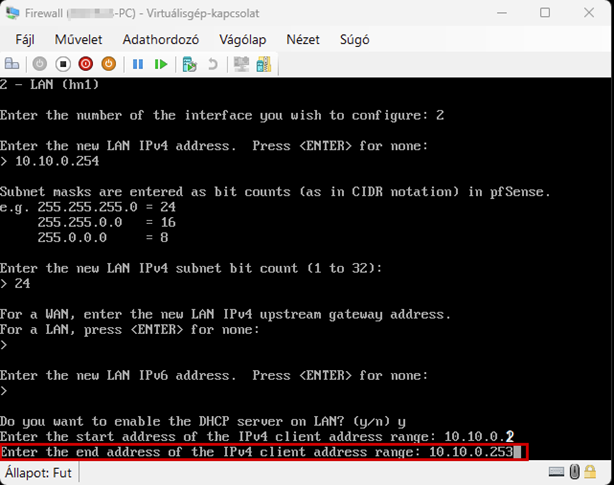 Firewall (-PC) - Virtuálisgép-kapcsolat
Fájl Művelet Adathordozó Vágólap Nézet Súgó
2 - LAN (hn1)
Enter the number of the interface you wish to configure: 2
Enter the new LAN IPv4 address.  Press <ENTER> for none:
> 10.10.0.254
Subnet masks are entered as bit counts (as in CIDR notation) in pfSense.
e.g. 255.255.255.0 = 24
     255.255.0.0   = 16
     255.0.0.0     = 8
Enter the new LAN IPv4 subnet bit count (1 to 32):
> 24
For a WAN, enter the new LAN IPv4 upstream gateway address.
For a LAN, press <ENTER> for none:
>
Enter the new LAN IPv6 address.  Press <ENTER> for none:
>
Do you want to enable the DHCP server on LAN? (y/n) y
Enter the start address of the IPv4 client address range: 10.10.0.2
Enter the end address of the IPv4 client address range: 10.10.0.253
Állapot: Fut